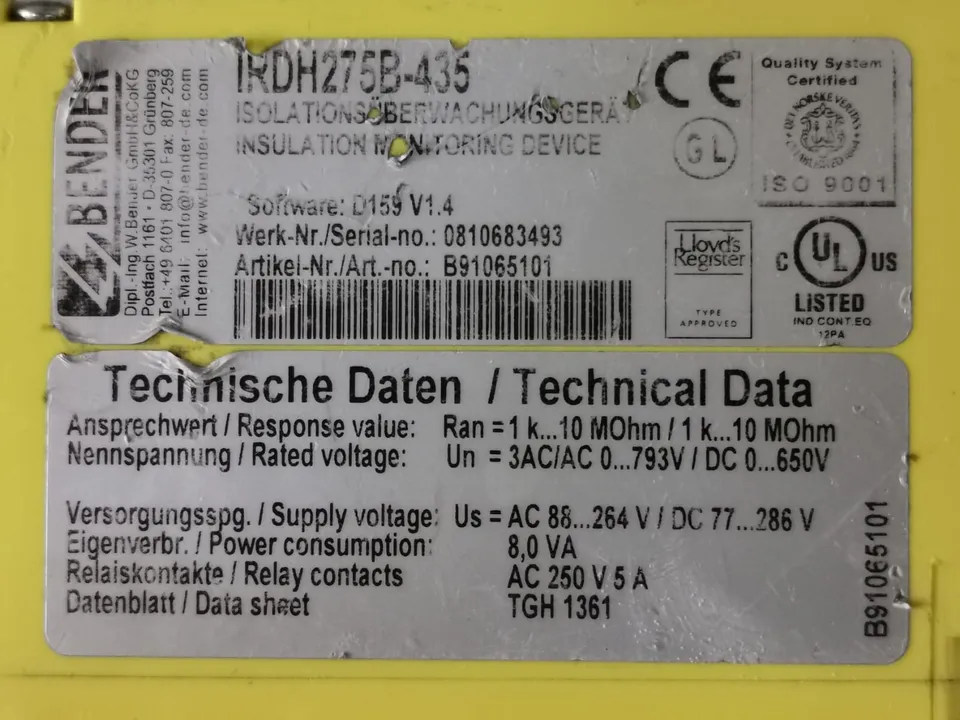 BENDER
Dipl.-Ing.W.Bender GmbH&CoKG
Postfach 1161 • D-35301 Grünberg
Tel.:+49 6401 807-0 Fax: 807-259
E-Mail: info@bender-de.com
Internet: www.bender-de.com
IRDH275B-435
ISOLATIONSÜBERWACHUNGSGERÄT
INSULATION MONITORING DEVICE
Software: D159 V1.4
Werk-Nr./Serial-no.: 0810683493
Artikel-Nr./Art.-no.: B91065101
CE
GL
Quality System
Certified
DET NORSKE VERITAS
ISO 9001
Lloyd's
Register
TYPE
APPROVED
C UL US
LISTED
IND CONT EQ
12PA
Technische Daten / Technical Data
Ansprechwert / Response value: Ran = 1 k...10 MOhm / 1 k...10 MOhm
Nennspannung / Rated voltage: Un = 3AC/AC 0...793V / DC 0...650V
Versorgungsspg. / Supply voltage: Us = AC 88...264 V / DC 77...286 V
Eigenverbr. / Power consumption: 8,0 VA
Relaiskontakte / Relay contacts AC 250 V 5 A
Datenblatt / Data sheet TGH 1361
B91065101